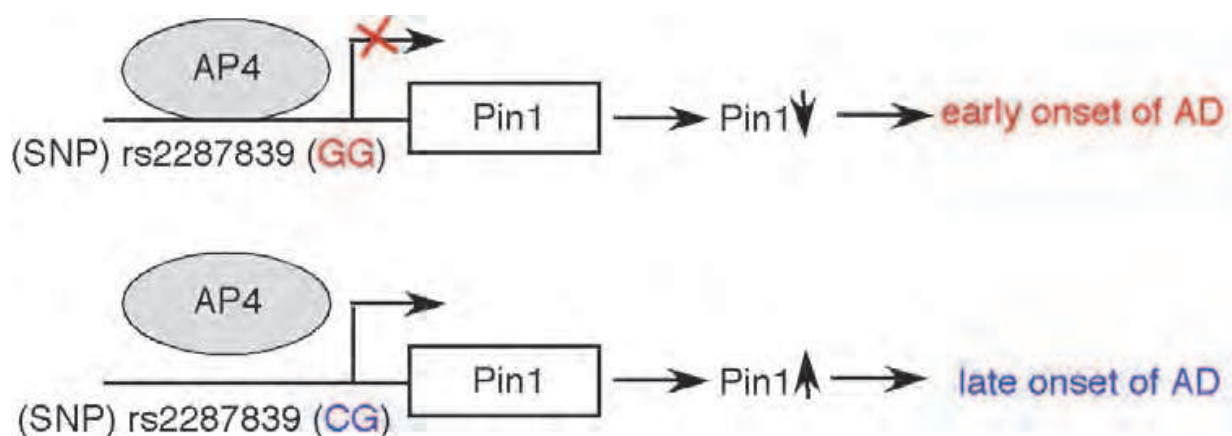 AP4
Pin1
Pin1
early onset of AD
(SNP) rs2287839 (GG)
AP4
Pin1
Pin1
late onset of AD
(SNP) rs2287839 (CG)